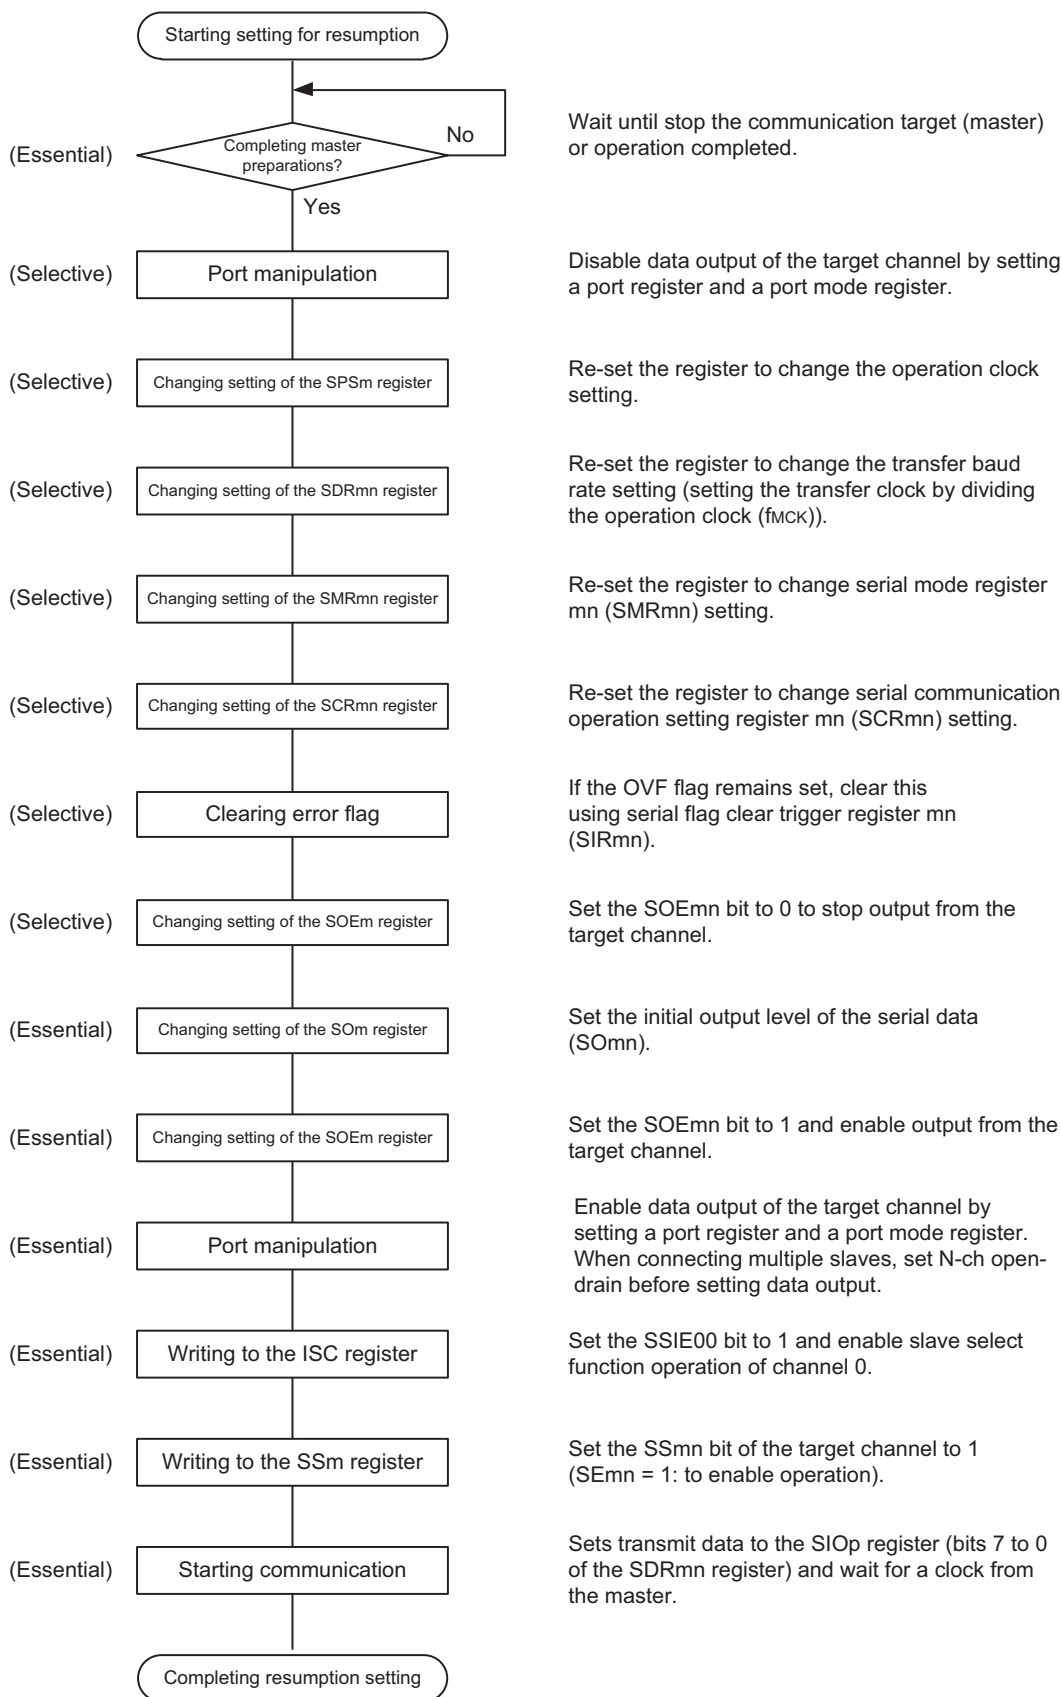 Starting setting for resumption
(Essential)
Completing master
preparations?
No
Yes
Wait until stop the communication target (master)
or operation completed.
(Selective)
Port manipulation
Disable data output of the target channel by setting
a port register and a port mode register.
(Selective)
Changing setting of the SPSm register
Re-set the register to change the operation clock
setting.
(Selective)
Changing setting of the SDRmn register
Re-set the register to change the transfer baud
rate setting (setting the transfer clock by dividing
the operation clock (fMCK)).
(Selective)
Changing setting of the SMRmn register
Re-set the register to change serial mode register
mn (SMRmn) setting.
(Selective)
Changing setting of the SCRmn register
Re-set the register to change serial communication
operation setting register mn (SCRmn) setting.
(Selective)
Clearing error flag
If the OVF flag remains set, clear this
using serial flag clear trigger register mn
(SIRmn).
(Selective)
Changing setting of the SOEm register
Set the SOEmn bit to 0 to stop output from the
target channel.
(Essential)
Changing setting of the SOm register
Set the initial output level of the serial data
(SOmn).
(Essential)
Changing setting of the SOEm register
Set the SOEmn bit to 1 and enable output from the
target channel.
(Essential)
Port manipulation
Enable data output of the target channel by
setting a port register and a port mode register.
When connecting multiple slaves, set N-ch open-
drain before setting data output.
(Essential)
Writing to the ISC register
Set the SSIE00 bit to 1 and enable slave select
function operation of channel 0.
(Essential)
Writing to the SSm register
Set the SSmn bit of the target channel to 1
(SEmn = 1: to enable operation).
(Essential)
Starting communication
Sets transmit data to the SIOp register (bits 7 to 0
of the SDRmn register) and wait for a clock from
the master.
Completing resumption setting